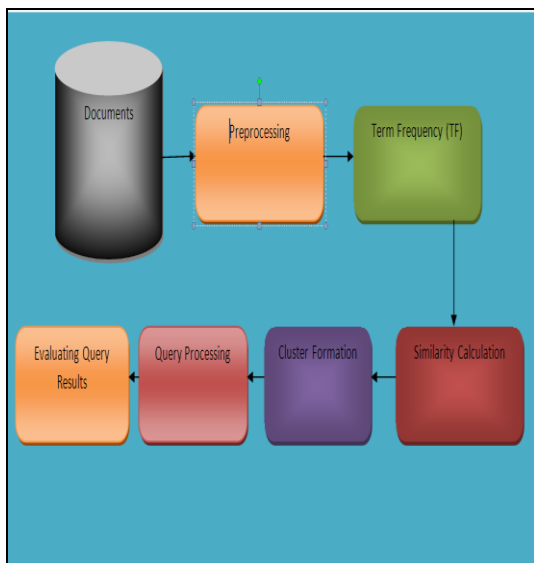 Documents
Preprocessing
Term Frequency (TF)
Similarity Calculation
Cluster Formation
Query Processing
Evaluating Query
Results